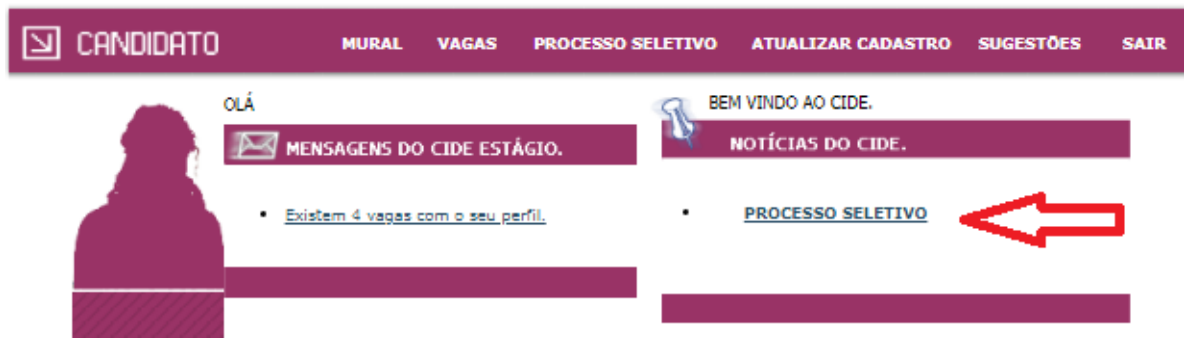 CANDIDATO
MURAL VAGAS PROCESSO SELETIVO ATUALIZAR CADASTRO SUGESTÕES SAIR
OLÁ
MENSAGENS DO CIDE ESTÁGIO.
• Existem 4 vagas com o seu perfil.
BEM VINDO AO CIDE.
NOTÍCIAS DO CIDE.
• PROCESSO SELETIVO